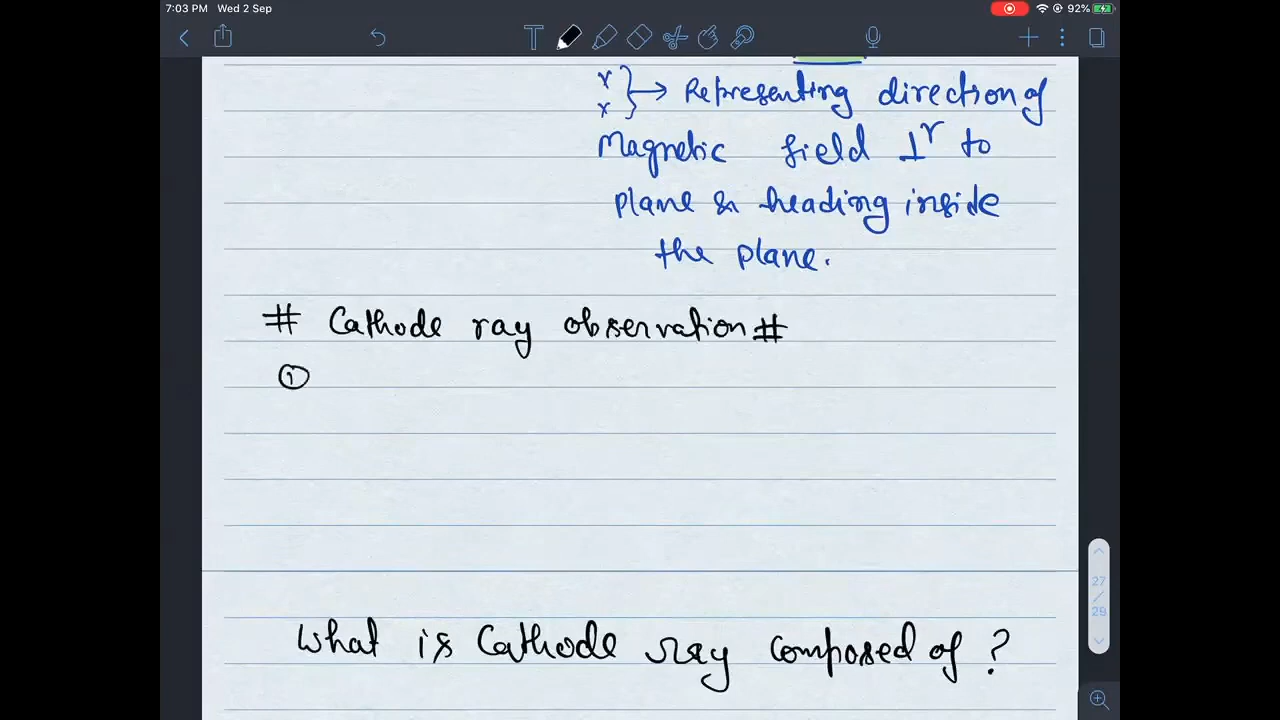 7:03 PM Wed 2 Sep
92%
T
x } → Representing direction of
x
Magnetic field ⊥r to
plane & heading inside
the plane.
# Cathode ray observation #
①
27
/
29
What is Cathode ray composed of ?